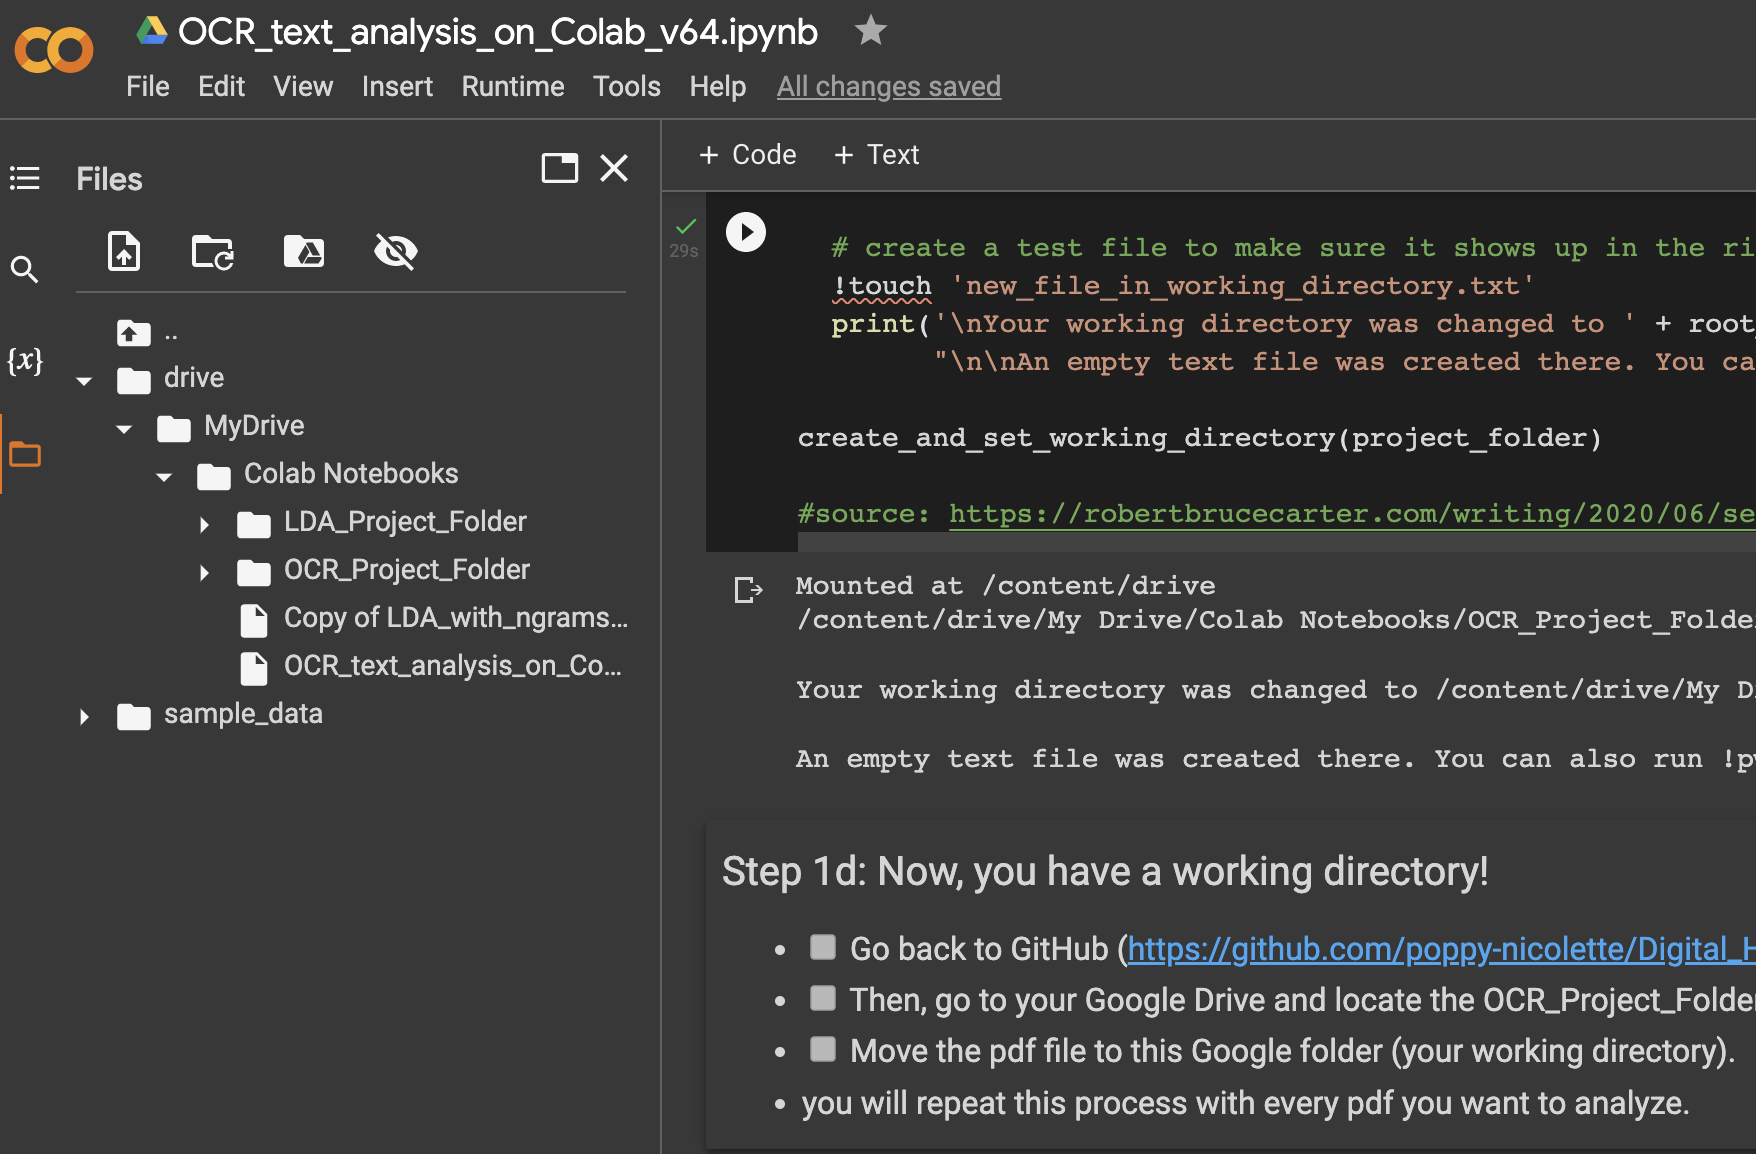 OCR_text_analysis_on_Colab_v64.ipynb
File Edit View Insert Runtime Tools Help All changes saved
Files
+ Code + Text
{x}
..
drive
MyDrive
Colab Notebooks
LDA_Project_Folder
OCR_Project_Folder
Copy of LDA_with_ngrams...
OCR_text_analysis_on_Co...
sample_data
29s
# create a test file to make sure it shows up in the ri
!touch 'new_file_in_working_directory.txt'
print('\nYour working directory was changed to ' + root_
"\n\nAn empty text file was created there. You ca
create_and_set_working_directory(project_folder)
#source: https://robertbrucecarter.com/writing/2020/06/se
Mounted at /content/drive
/content/drive/My Drive/Colab Notebooks/OCR_Project_Folde
Your working directory was changed to /content/drive/My D
An empty text file was created there. You can also run !p
Step 1d: Now, you have a working directory!
• Go back to GitHub (https://github.com/poppy-nicolette/Digital_H
• Then, go to your Google Drive and locate the OCR_Project_Folder
• Move the pdf file to this Google folder (your working directory).
• you will repeat this process with every pdf you want to analyze.